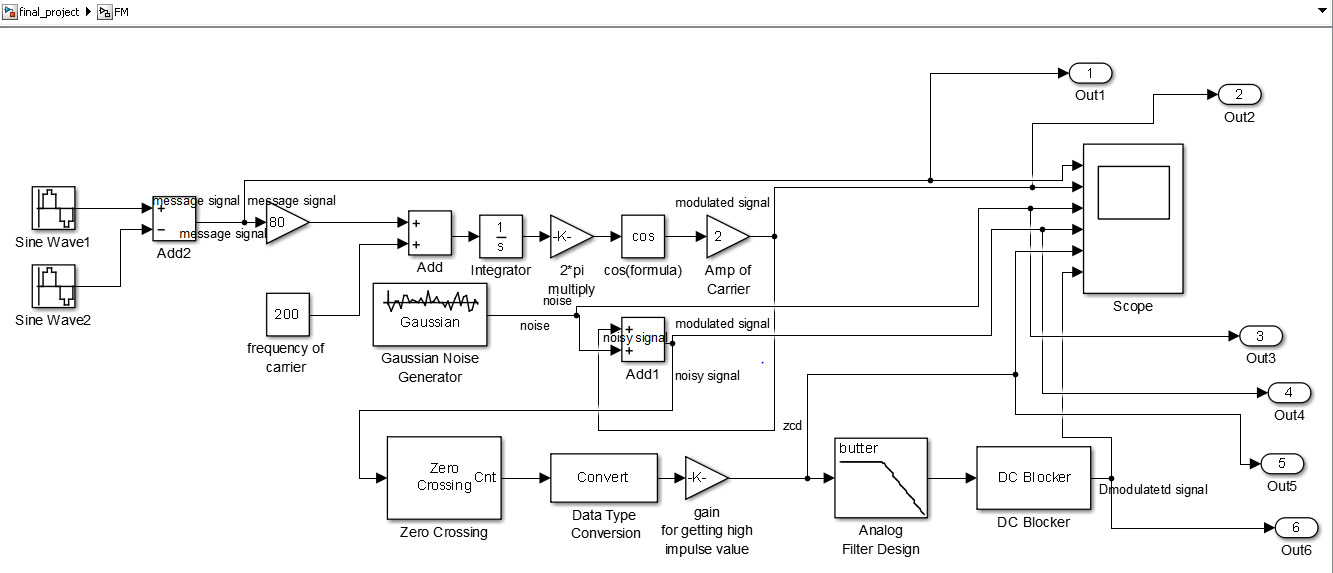 final_project FM
1
Out1
2
Out2
message signal message signal
+
−
message signal
Sine Wave1
Add2
80
+
+
Add
1
s
Integrator
-K-
2*pi
multiply
cos
cos(formula)
modulated signal
2
Amp of
Carrier
Scope
Sine Wave2
200
frequency of
carrier
Gaussian
Gaussian Noise
Generator
noise
noise
+
noisy signal
+
Add1
modulated signal
noisy signal
3
Out3
4
Out4
zcd
Zero
Crossing
Cnt
Zero Crossing
Convert
Data Type
Conversion
-K-
gain
for getting high
impulse value
butter
Analog
Filter Design
DC Blocker
DC Blocker
Dmodulatetd signal
5
Out5
6
Out6